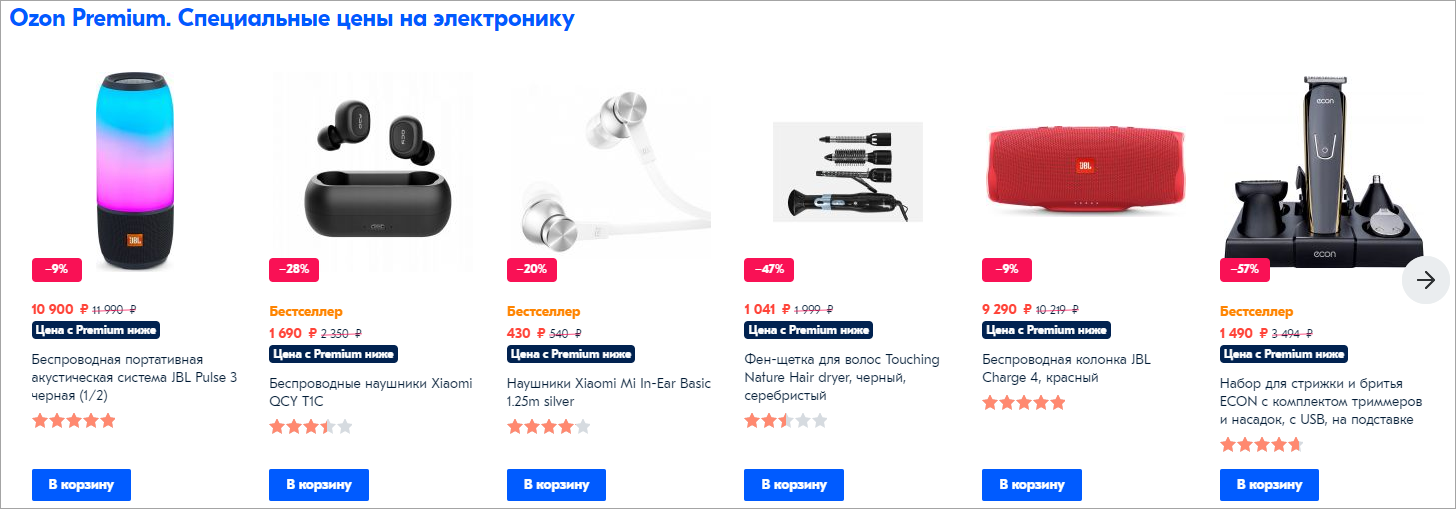 Ozon Premium. Специальные цены на электронику
JBL
–9%
10 900 ₽ 11 990 ₽
Цена с Premium ниже
Беспроводная портативная
акустическая система JBL Pulse 3
черная (1/2)
В корзину
QCY
–28%
Бестселлер
1 690 ₽ 2 350 ₽
Цена с Premium ниже
Беспроводные наушники Xiaomi
QCY T1C
В корзину
–20%
Бестселлер
430 ₽ 540 ₽
Цена с Premium ниже
Наушники Xiaomi Mi In-Ear Basic
1.25m silver
В корзину
–47%
1 041 ₽ 1 999 ₽
Цена с Premium ниже
Фен-щетка для волос Touching
Nature Hair dryer, черный,
серебристый
В корзину
JBL
–9%
9 290 ₽ 10 219 ₽
Цена с Premium ниже
Беспроводная колонка JBL
Charge 4, красный
В корзину
econ
econ
–57%
Бестселлер
1 490 ₽ 3 494 ₽
Цена с Premium ниже
Набор для стрижки и бритья
ECON с комплектом триммеров
и насадок, с USB, на подставке
В корзину